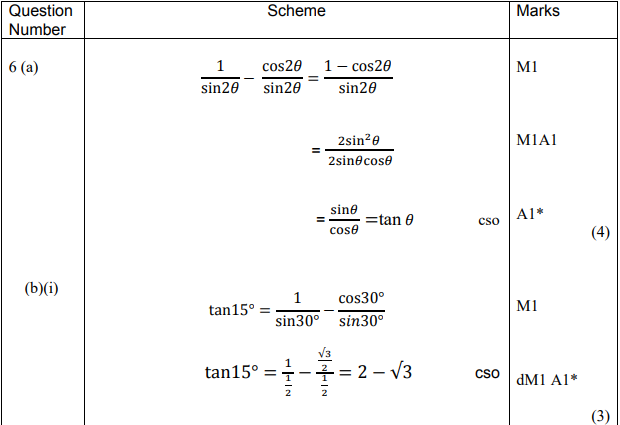 Question Number Scheme Marks
6 (a) 1/sin2θ − cos2θ/sin2θ = (1 − cos2θ)/sin2θ M1
= 2sin²θ/2sinθcosθ M1A1
= sinθ/cosθ =tan θ cso A1*
(4)
(b)(i) tan15° = 1/sin30° − cos30°/sin30° M1
tan15° = 1/(1/2) − (√3/2)/(1/2) = 2 − √3 cso dM1 A1*
(3)